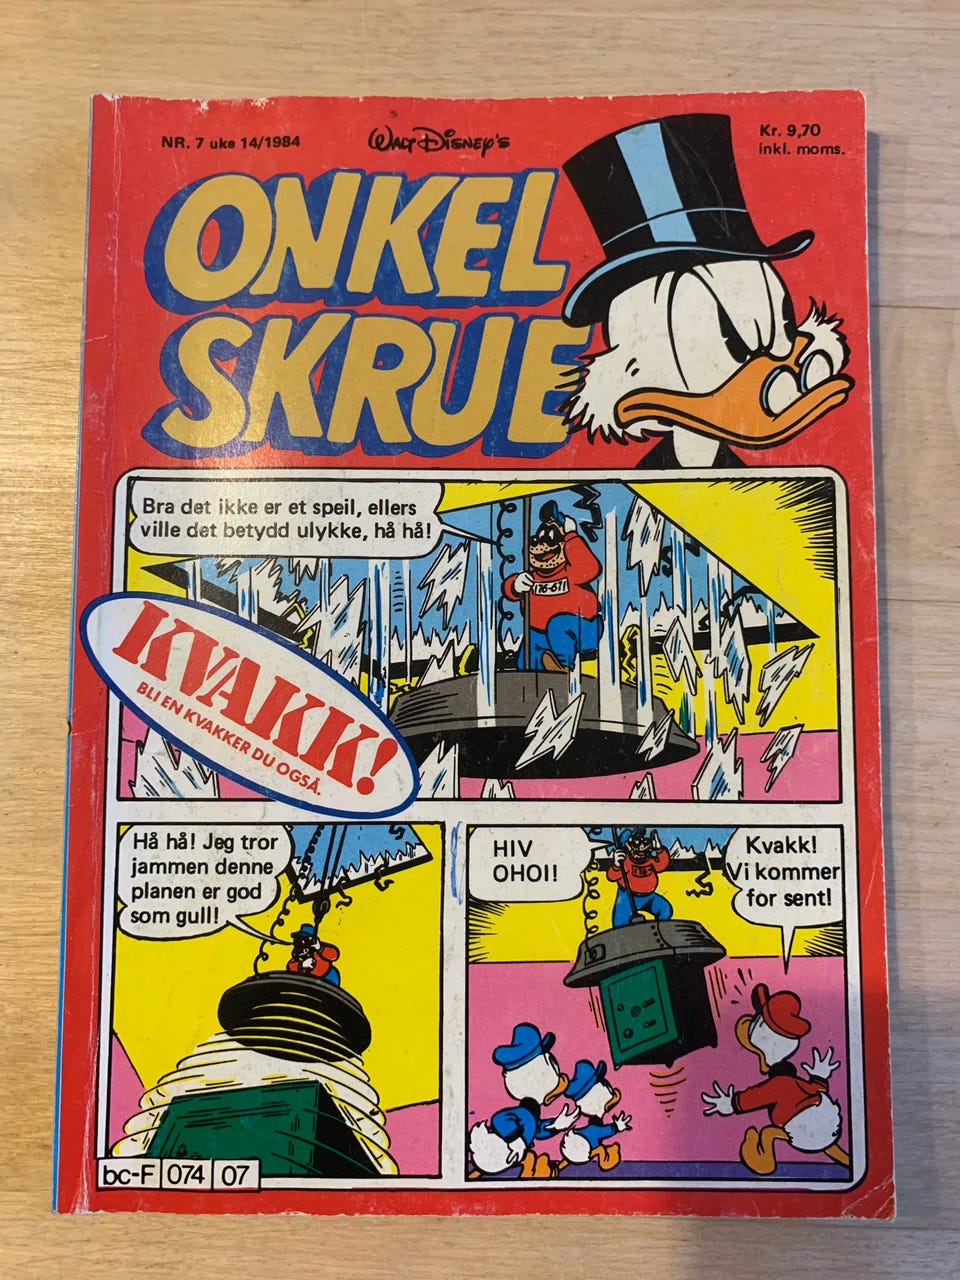 NR. 7 uke 14/1984
WALT DISNEY'S
Kr. 9,70
inkl. moms.
ONKEL
SKRUE
Bra det ikke er et speil, ellers
ville det betydd ulykke, hå hå!
176-671
KVAKK!
BLI EN KVAKKER DU OGSÅ.
Hå hå! Jeg tror
jammen denne
planen er god
som gull!
HIV
OHOI!
176-
Kvakk!
Vi kommer
for sent!
bc-F 074 07